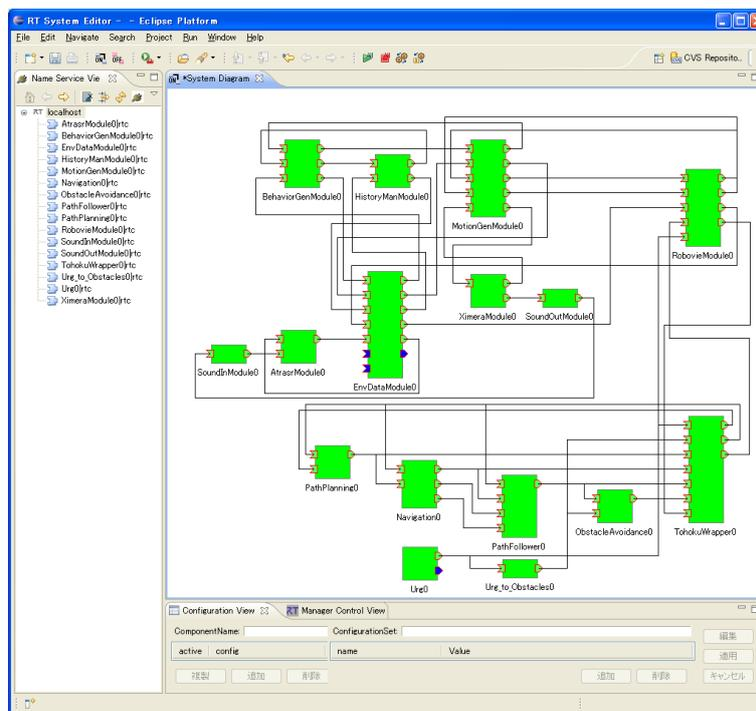 RT System Editor - - Eclipse Platform
File Edit Navigate Search Project Run Window Help
CVS Reposito..
Name Service Vie
*System Diagram
RT localhost
AtrasrModule0|rtc
BehaviorGenModule0|rtc
EnvDataModule0|rtc
HistoryManModule0|rtc
MotionGenModule0|rtc
Navigation0|rtc
ObstacleAvoidance0|rtc
PathFollower0|rtc
PathPlanning0|rtc
RobovieModule0|rtc
SoundInModule0|rtc
SoundOutModule0|rtc
TohokuWrapper0|rtc
Urg_to_Obstacles0|rtc
Urg0|rtc
XimeraModule0|rtc
BehaviorGenModule0
HistoryManModule0
MotionGenModule0
RobovieModule0
XimeraModule0
SoundOutModule0
SoundInModule0
AtrasrModule0
EnvDataModule0
PathPlanning0
Navigation0
PathFollower0
ObstacleAvoidance0
TohokuWrapper0
Urg0
Urg_to_Obstacles0
Configuration View
RT Manager Control View
ComponentName:
ConfigurationSet:
編集
active config
name Value
適用
複製 追加 削除
追加 削除
キャンセル